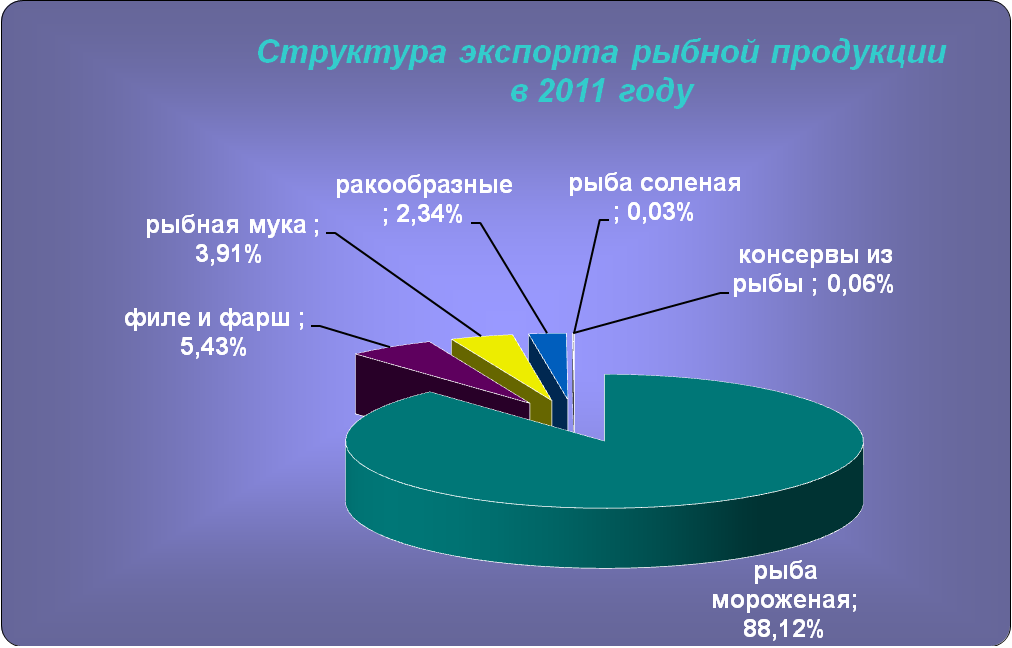 Структура экспорта рыбной продукции
в 2011 году
ракообразные
; 2,34%
рыба соленая
; 0,03%
рыбная мука ;
3,91%
консервы из
рыбы ; 0,06%
филе и фарш ;
5,43%
рыба
мороженая;
88,12%